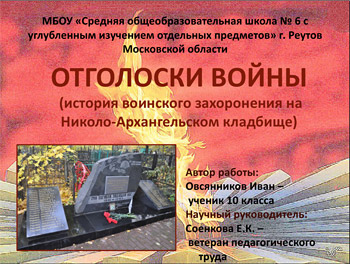 МБОУ «Средняя общеобразовательная школа № 6 с
углубленным изучением отдельных предметов» г. Реутов
Московской области
ОТГОЛОСКИ ВОЙНЫ
(история воинского захоронения на
Николо-Архангельском кладбище)
Автор работы:
Овсянников Иван –
ученик 10 класса
Научный руководитель:
Соенкова Е.К. –
ветеран педагогического
труда